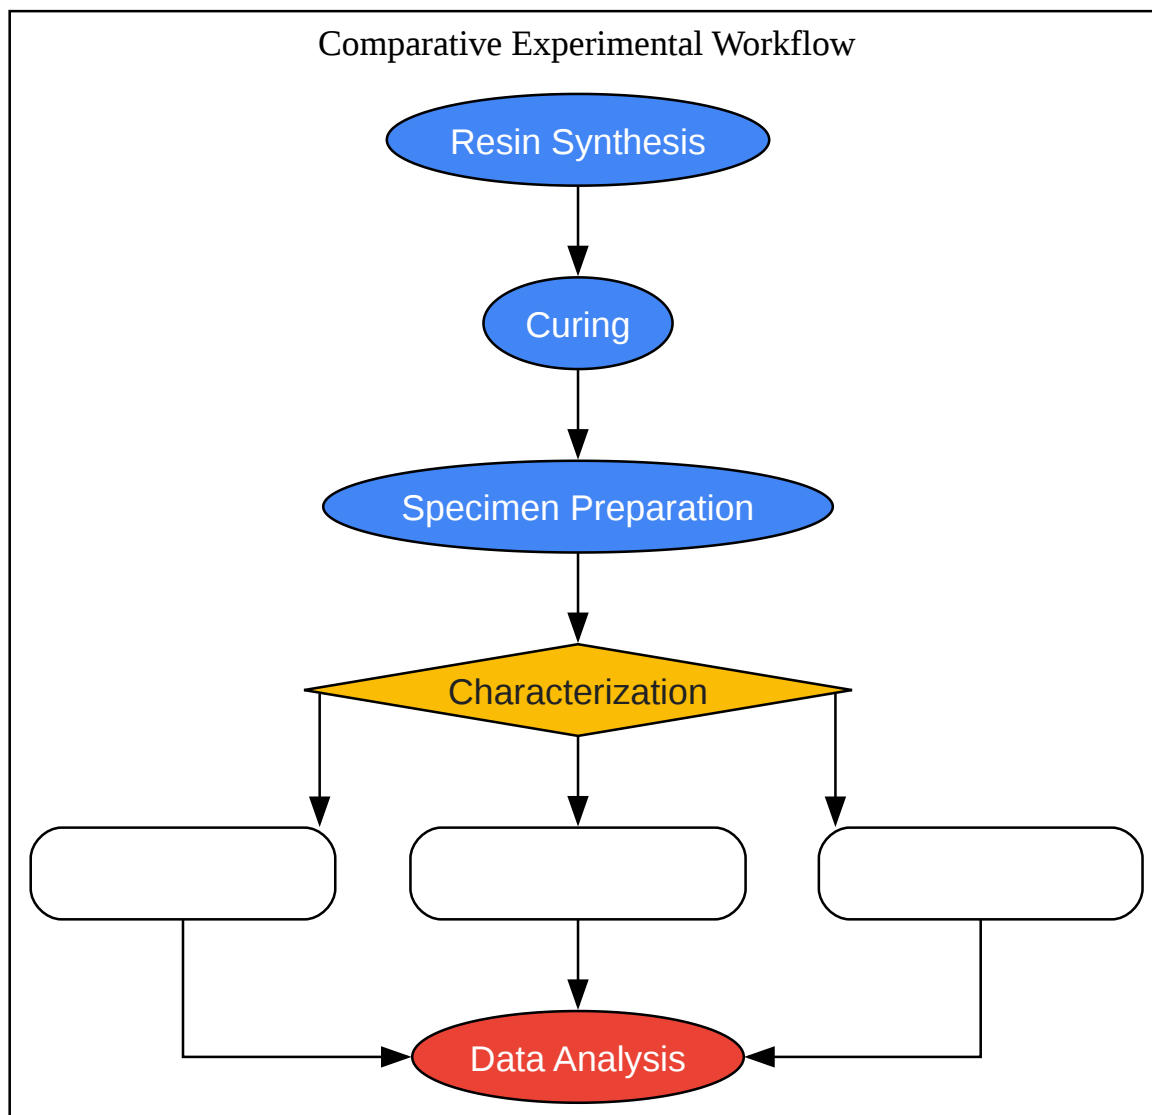 Comparative Experimental Workflow
Resin Synthesis
Curing
Specimen Preparation
Characterization
Data Analysis